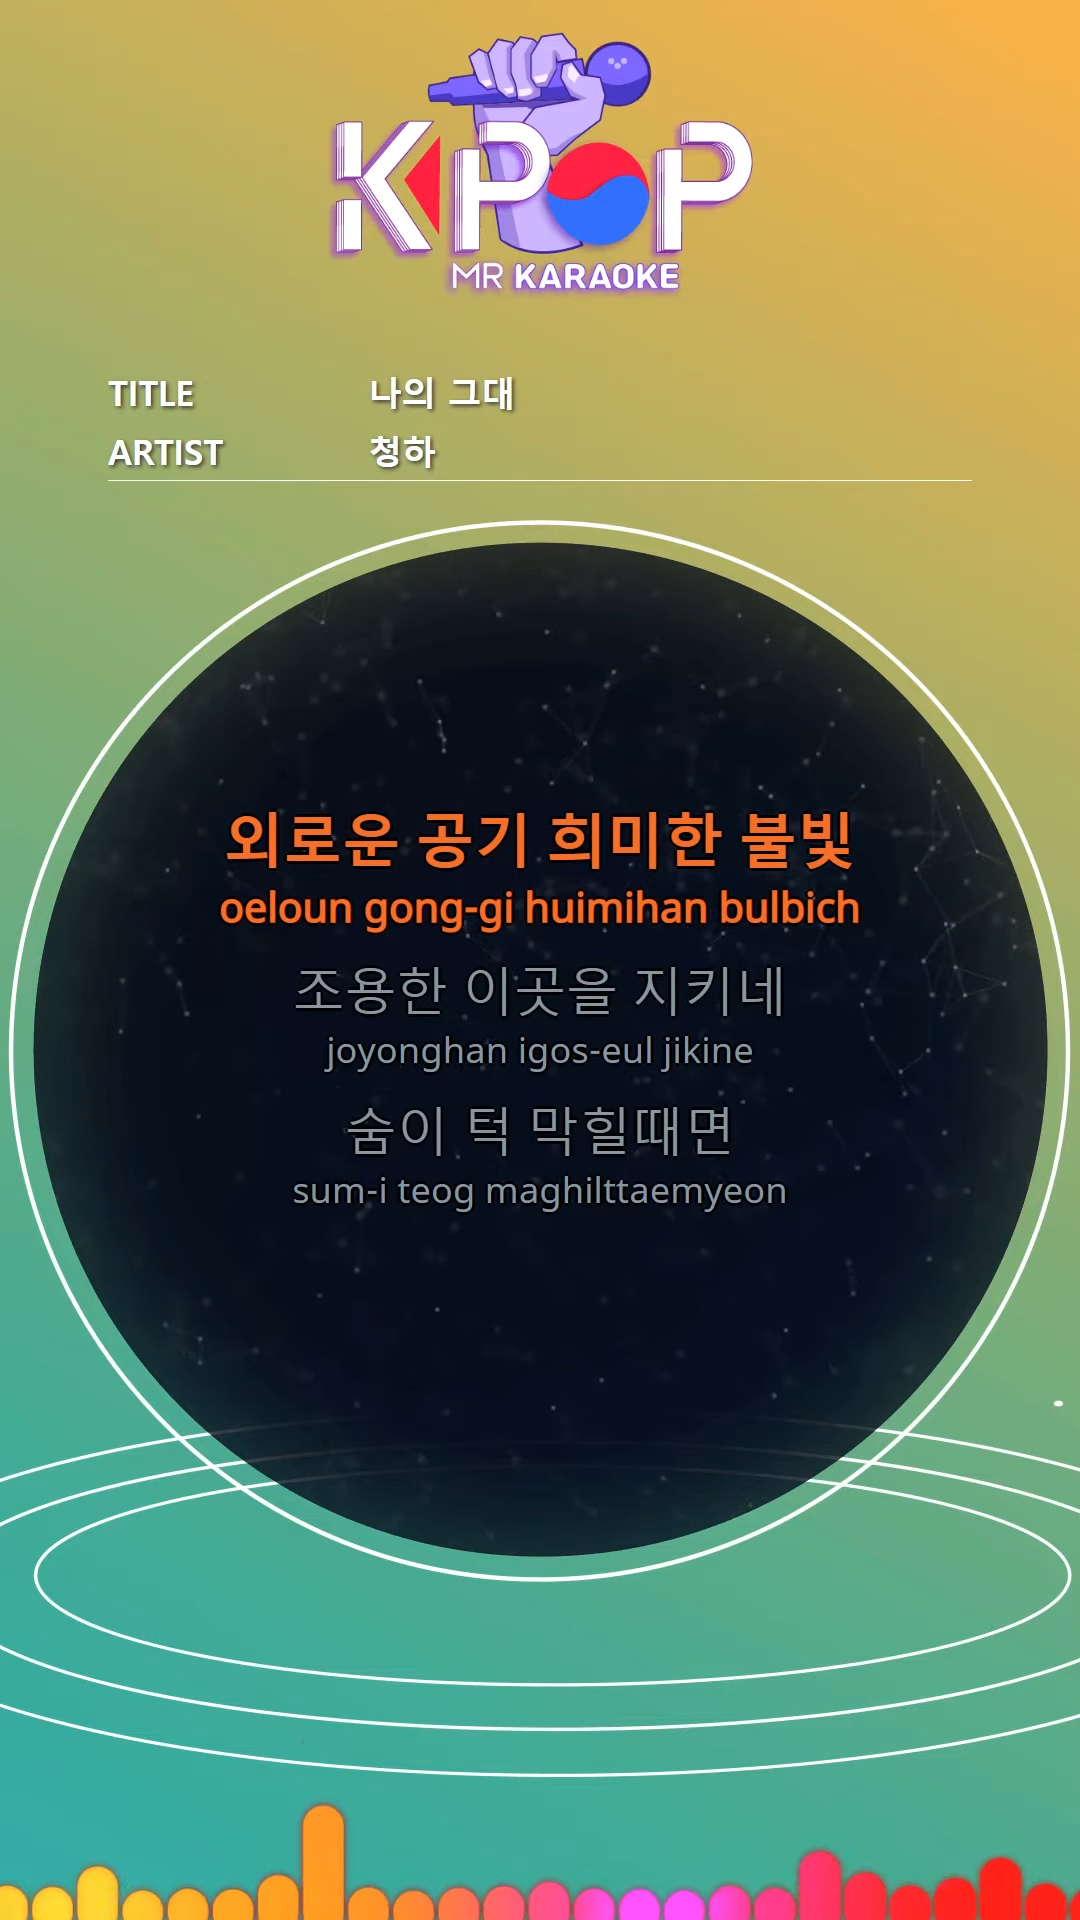 KPOP
MR KARAOKE
TITLE 나의 그대
ARTIST 청하
외로운 공기 희미한 불빛
oeloun gong-gi huimihan bulbich
조용한 이곳을 지키네
joyonghan igos-eul jikine
숨이 턱 막힐때면
sum-i teog maghilttaemyeon